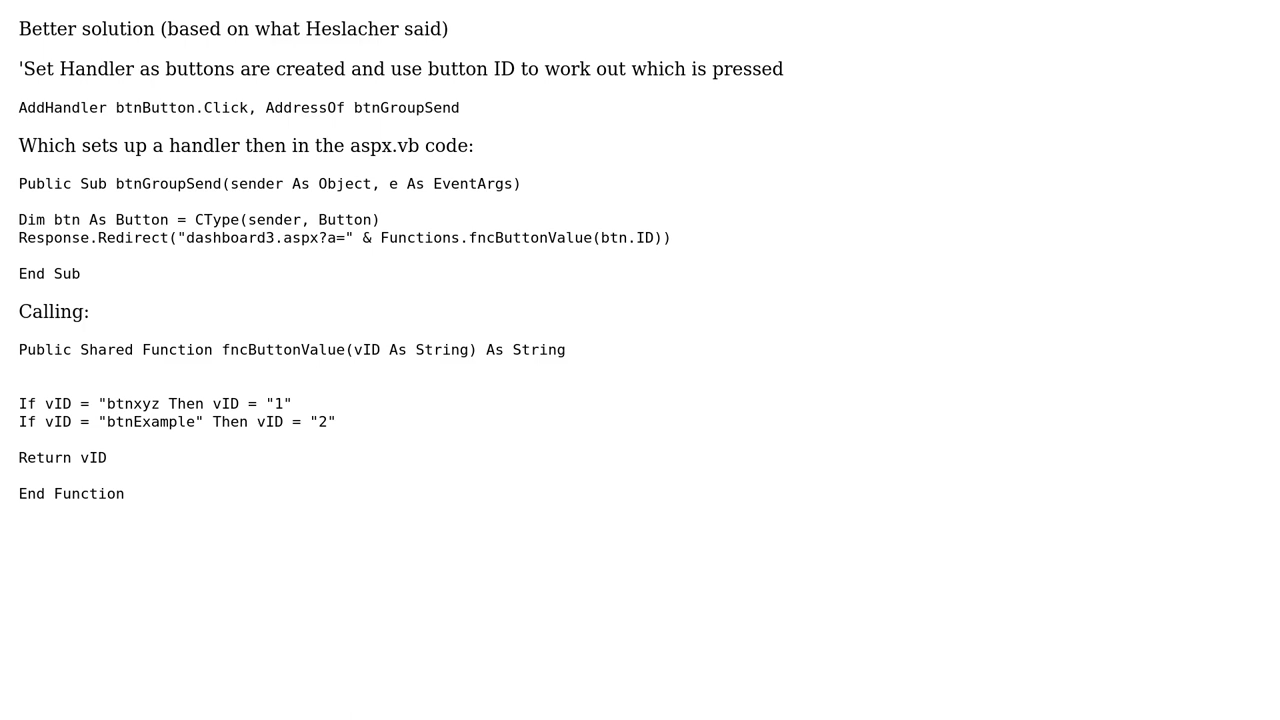 Better solution (based on what Heslacher said)
'Set Handler as buttons are created and use button ID to work out which is pressed
AddHandler btnButton.Click, AddressOf btnGroupSend
Which sets up a handler then in the aspx.vb code:
Public Sub btnGroupSend(sender As Object, e As EventArgs)
Dim btn As Button = CType(sender, Button)
Response.Redirect("dashboard3.aspx?a=" & Functions.fncButtonValue(btn.ID))
End Sub
Calling:
Public Shared Function fncButtonValue(vID As String) As String
If vID = "btnxyz Then vID = "1"
If vID = "btnExample" Then vID = "2"
Return vID
End Function